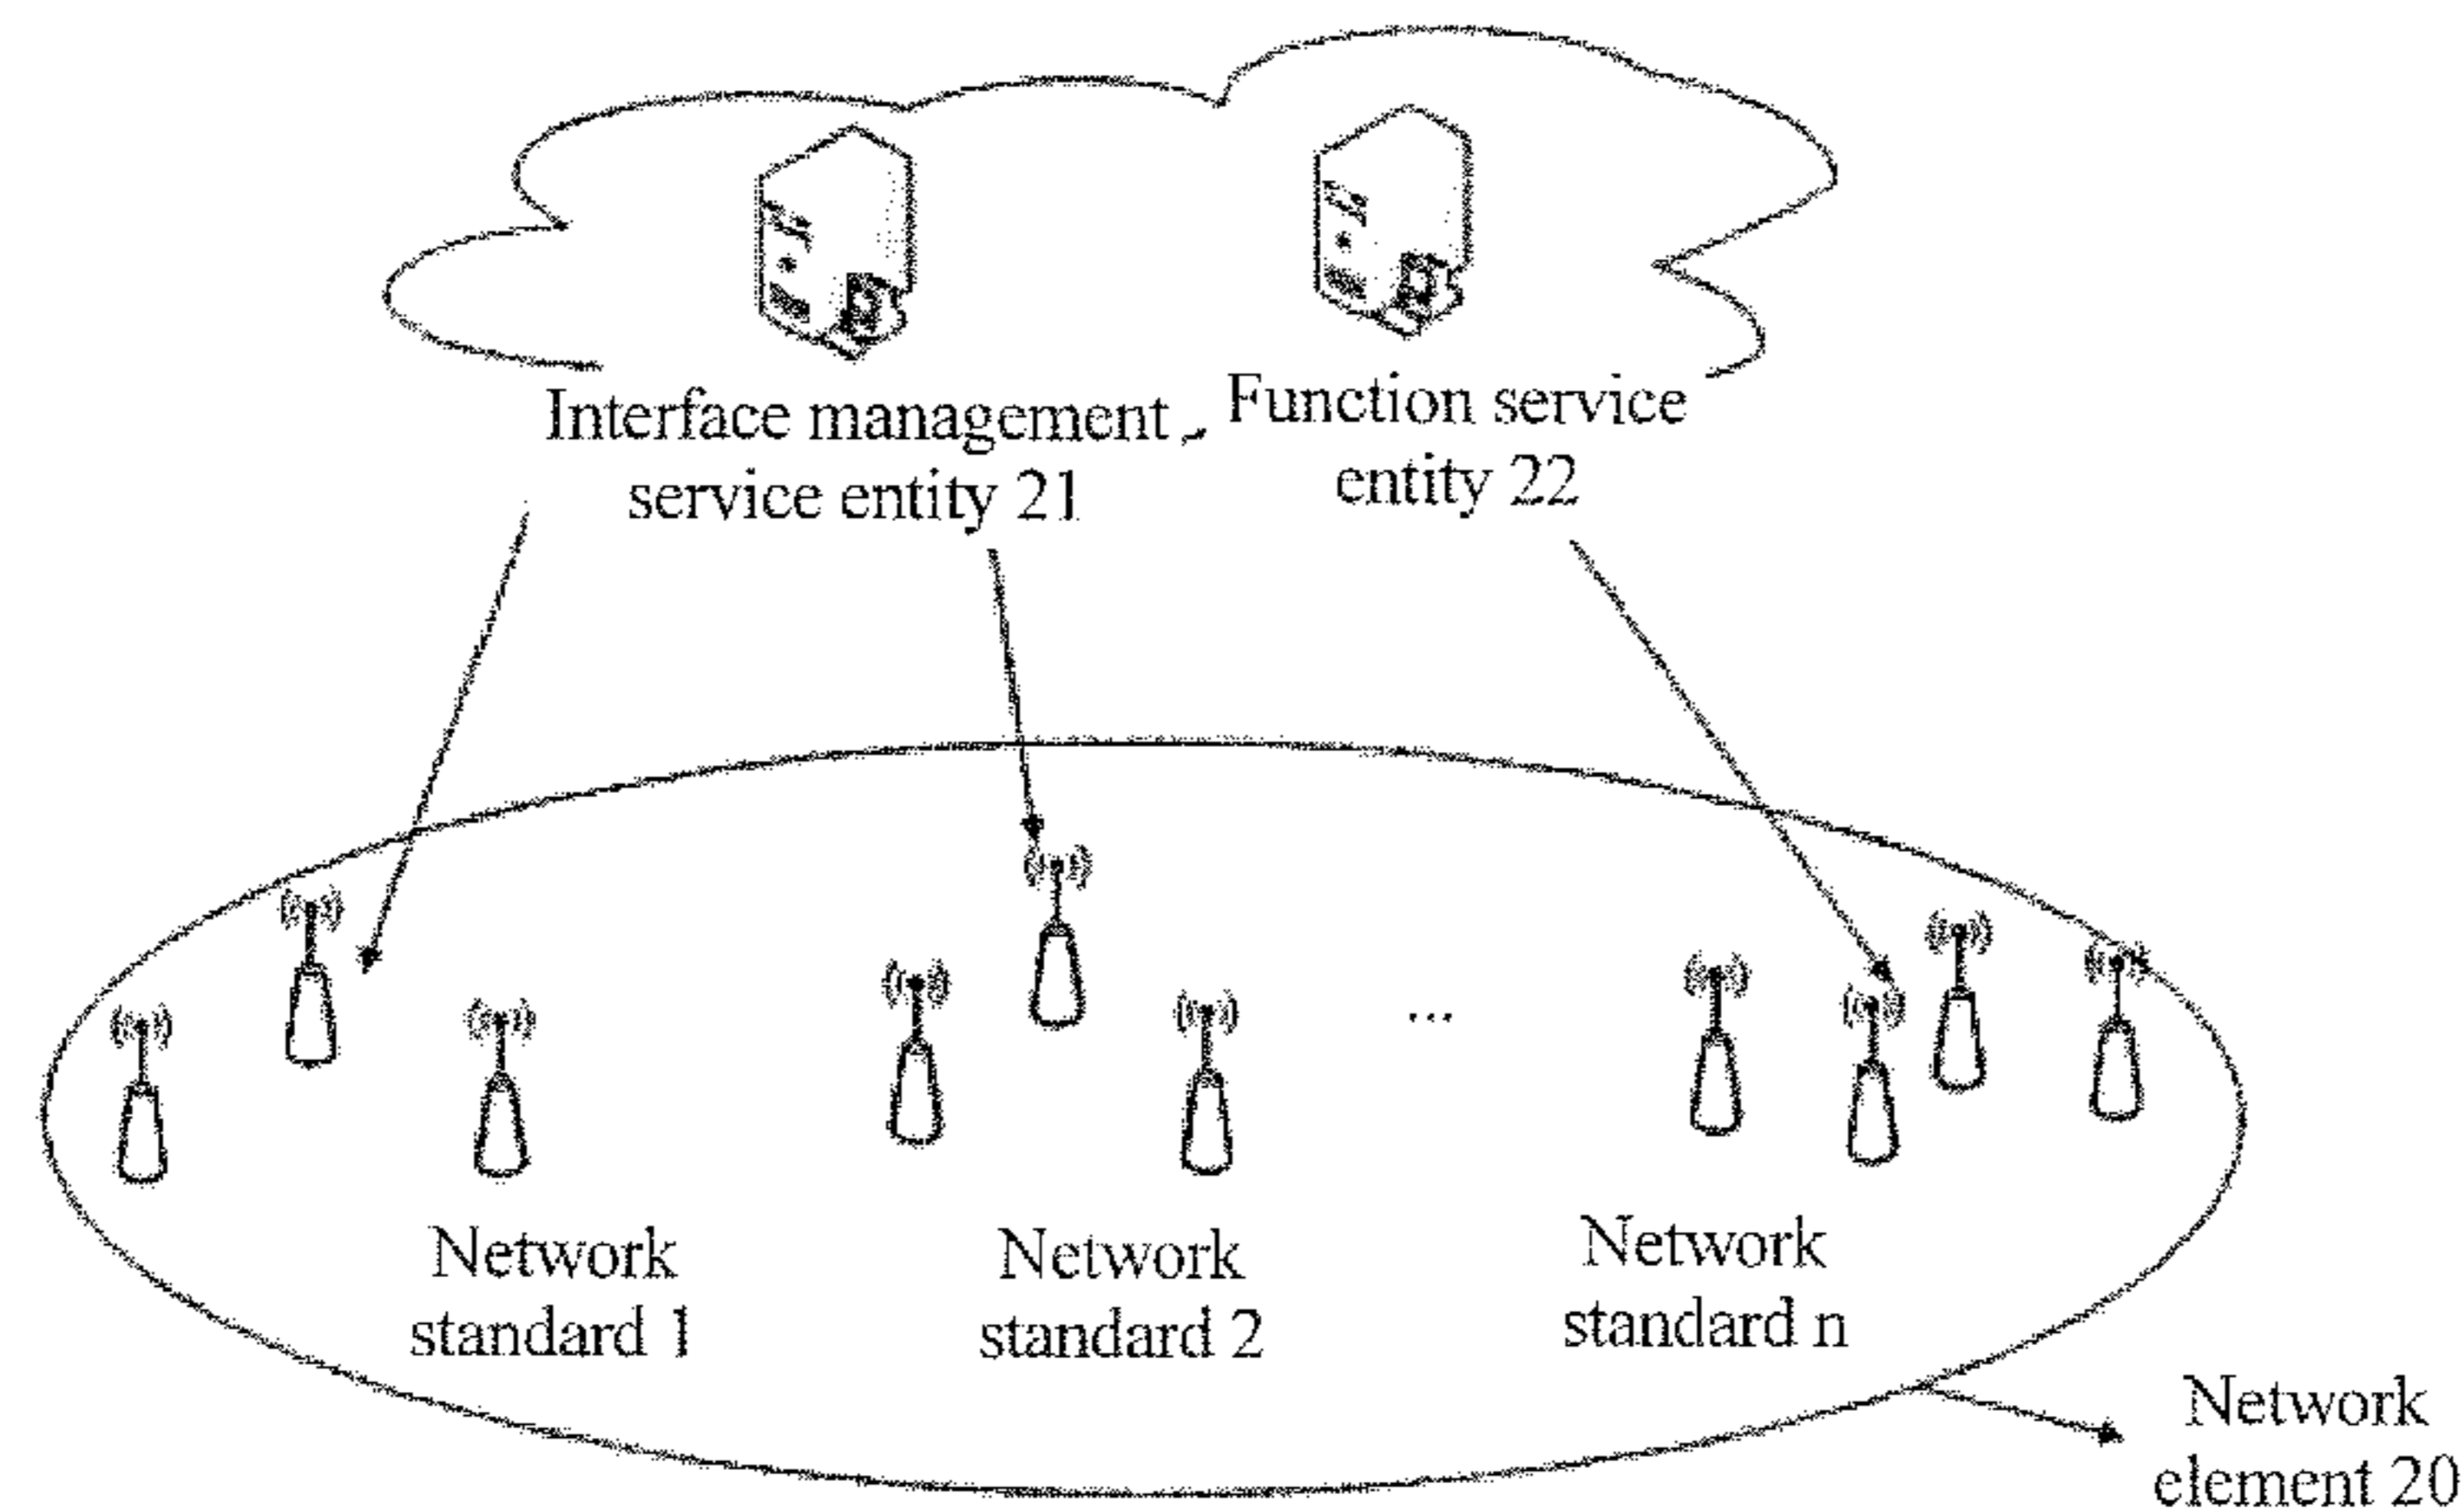 Interface management
service entity 21
Function service
entity 22
...
Network
standard 1
Network
standard 2
Network
standard n
Network
element 20